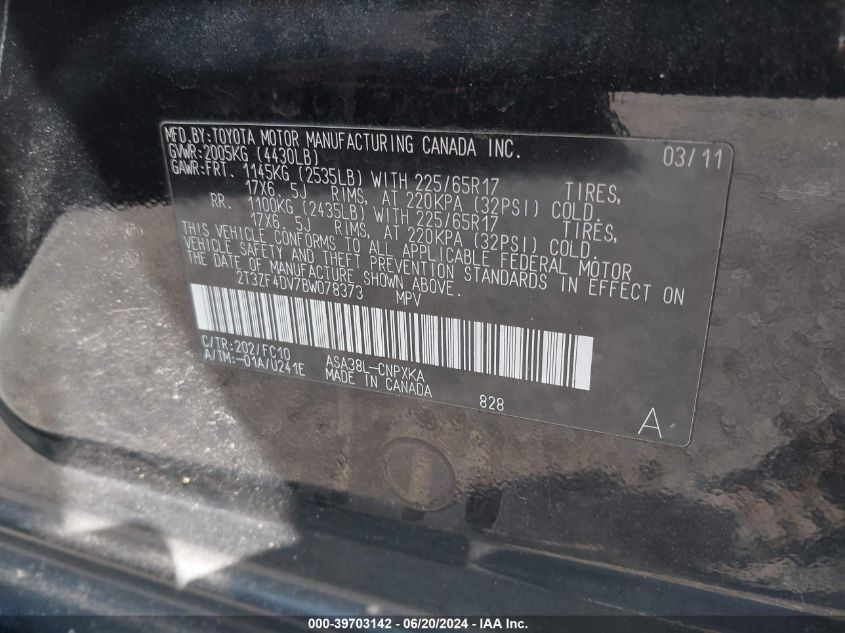 MFD.BY:TOYOTA MOTOR MANUFACTURING CANADA INC. 03/11
GVWR:2005KG (4430LB)
GAWR:FRT. 1145KG (2535LB) WITH 225/65R17 TIRES,
17X6. 5J RIMS, AT 220KPA (32PSI) COLD.
RR. 1100KG (2435LB) WITH 225/65R17 TIRES,
17X6. 5J RIMS, AT 220KPA (32PSI) COLD.
THIS VEHICLE CONFORMS TO ALL APPLICABLE FEDERAL MOTOR
VEHICLE SAFETY AND THEFT PREVENTION STANDARDS IN EFFECT ON
THE DATE OF MANUFACTURE SHOWN ABOVE.
2T3ZF4DV7BW078373 MPV
C/TR:202/FC10 ASA38L-CNPXKA
A/TM:-01A/U241E MADE IN CANADA
828
A
000-39703142 - 06/20/2024 - IAA Inc.